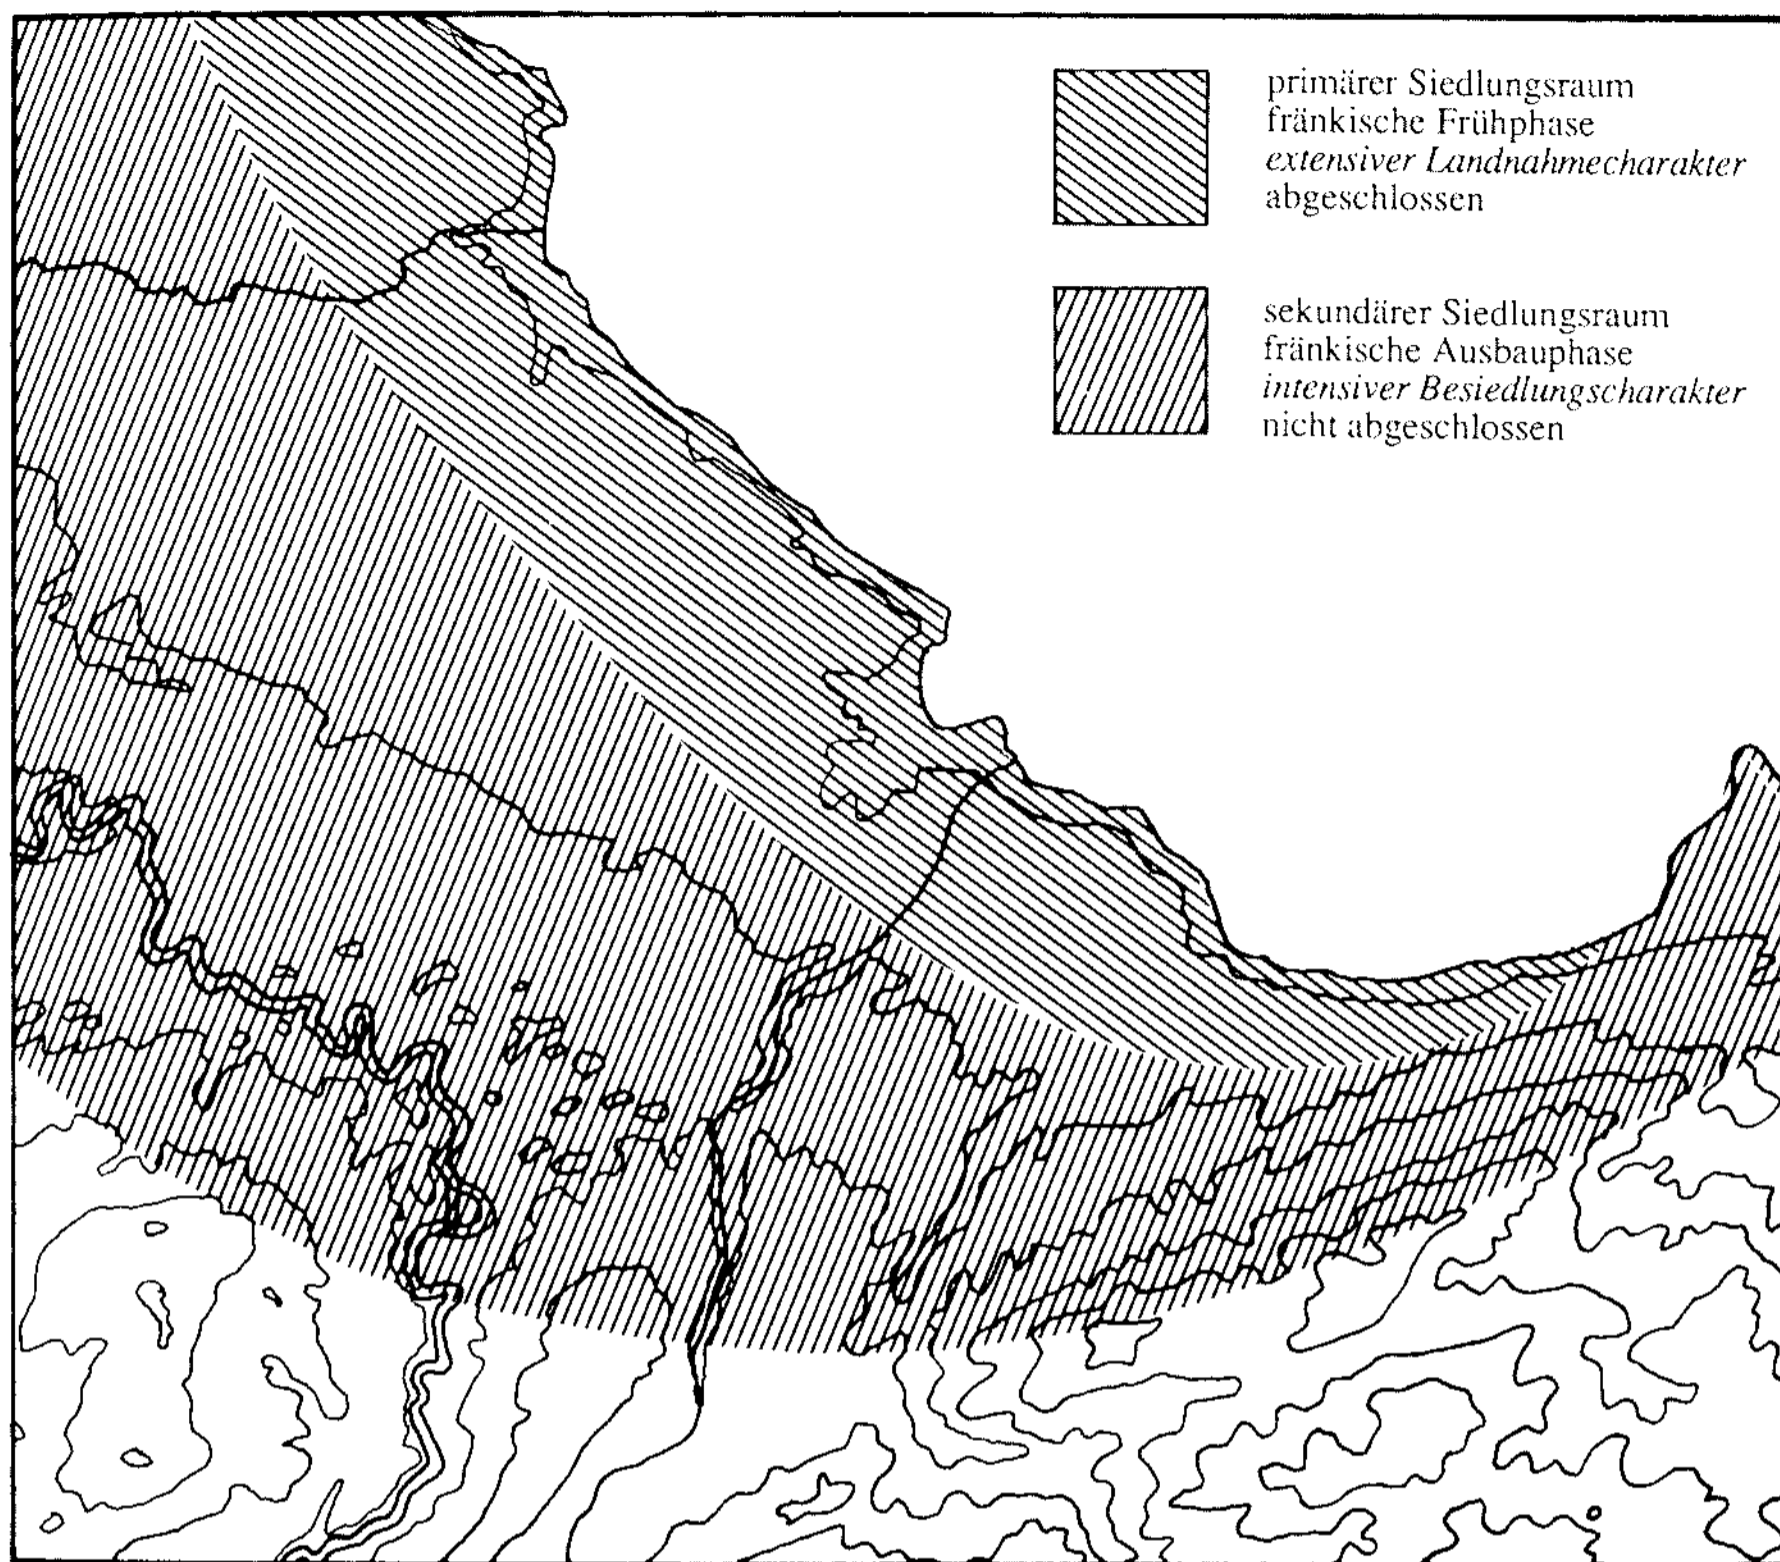 primärer Siedlungsraum
fränkische Frühphase
extensiver Landnahmecharakter
abgeschlossen
sekundärer Siedlungsraum
fränkische Ausbauphase
intensiver Besiedlungscharakter
nicht abgeschlossen